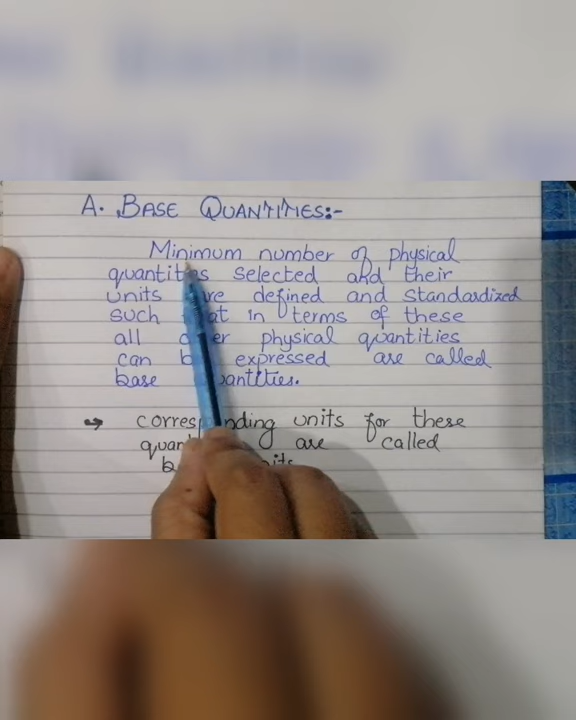 A. BASE QUANTITIES:-
Minimum number of physical
quantities selected and their
units are defined and standardized
such that in terms of these
all other physical quantities
can be expressed are called
base quantities.
→ corresponding units for these
are called